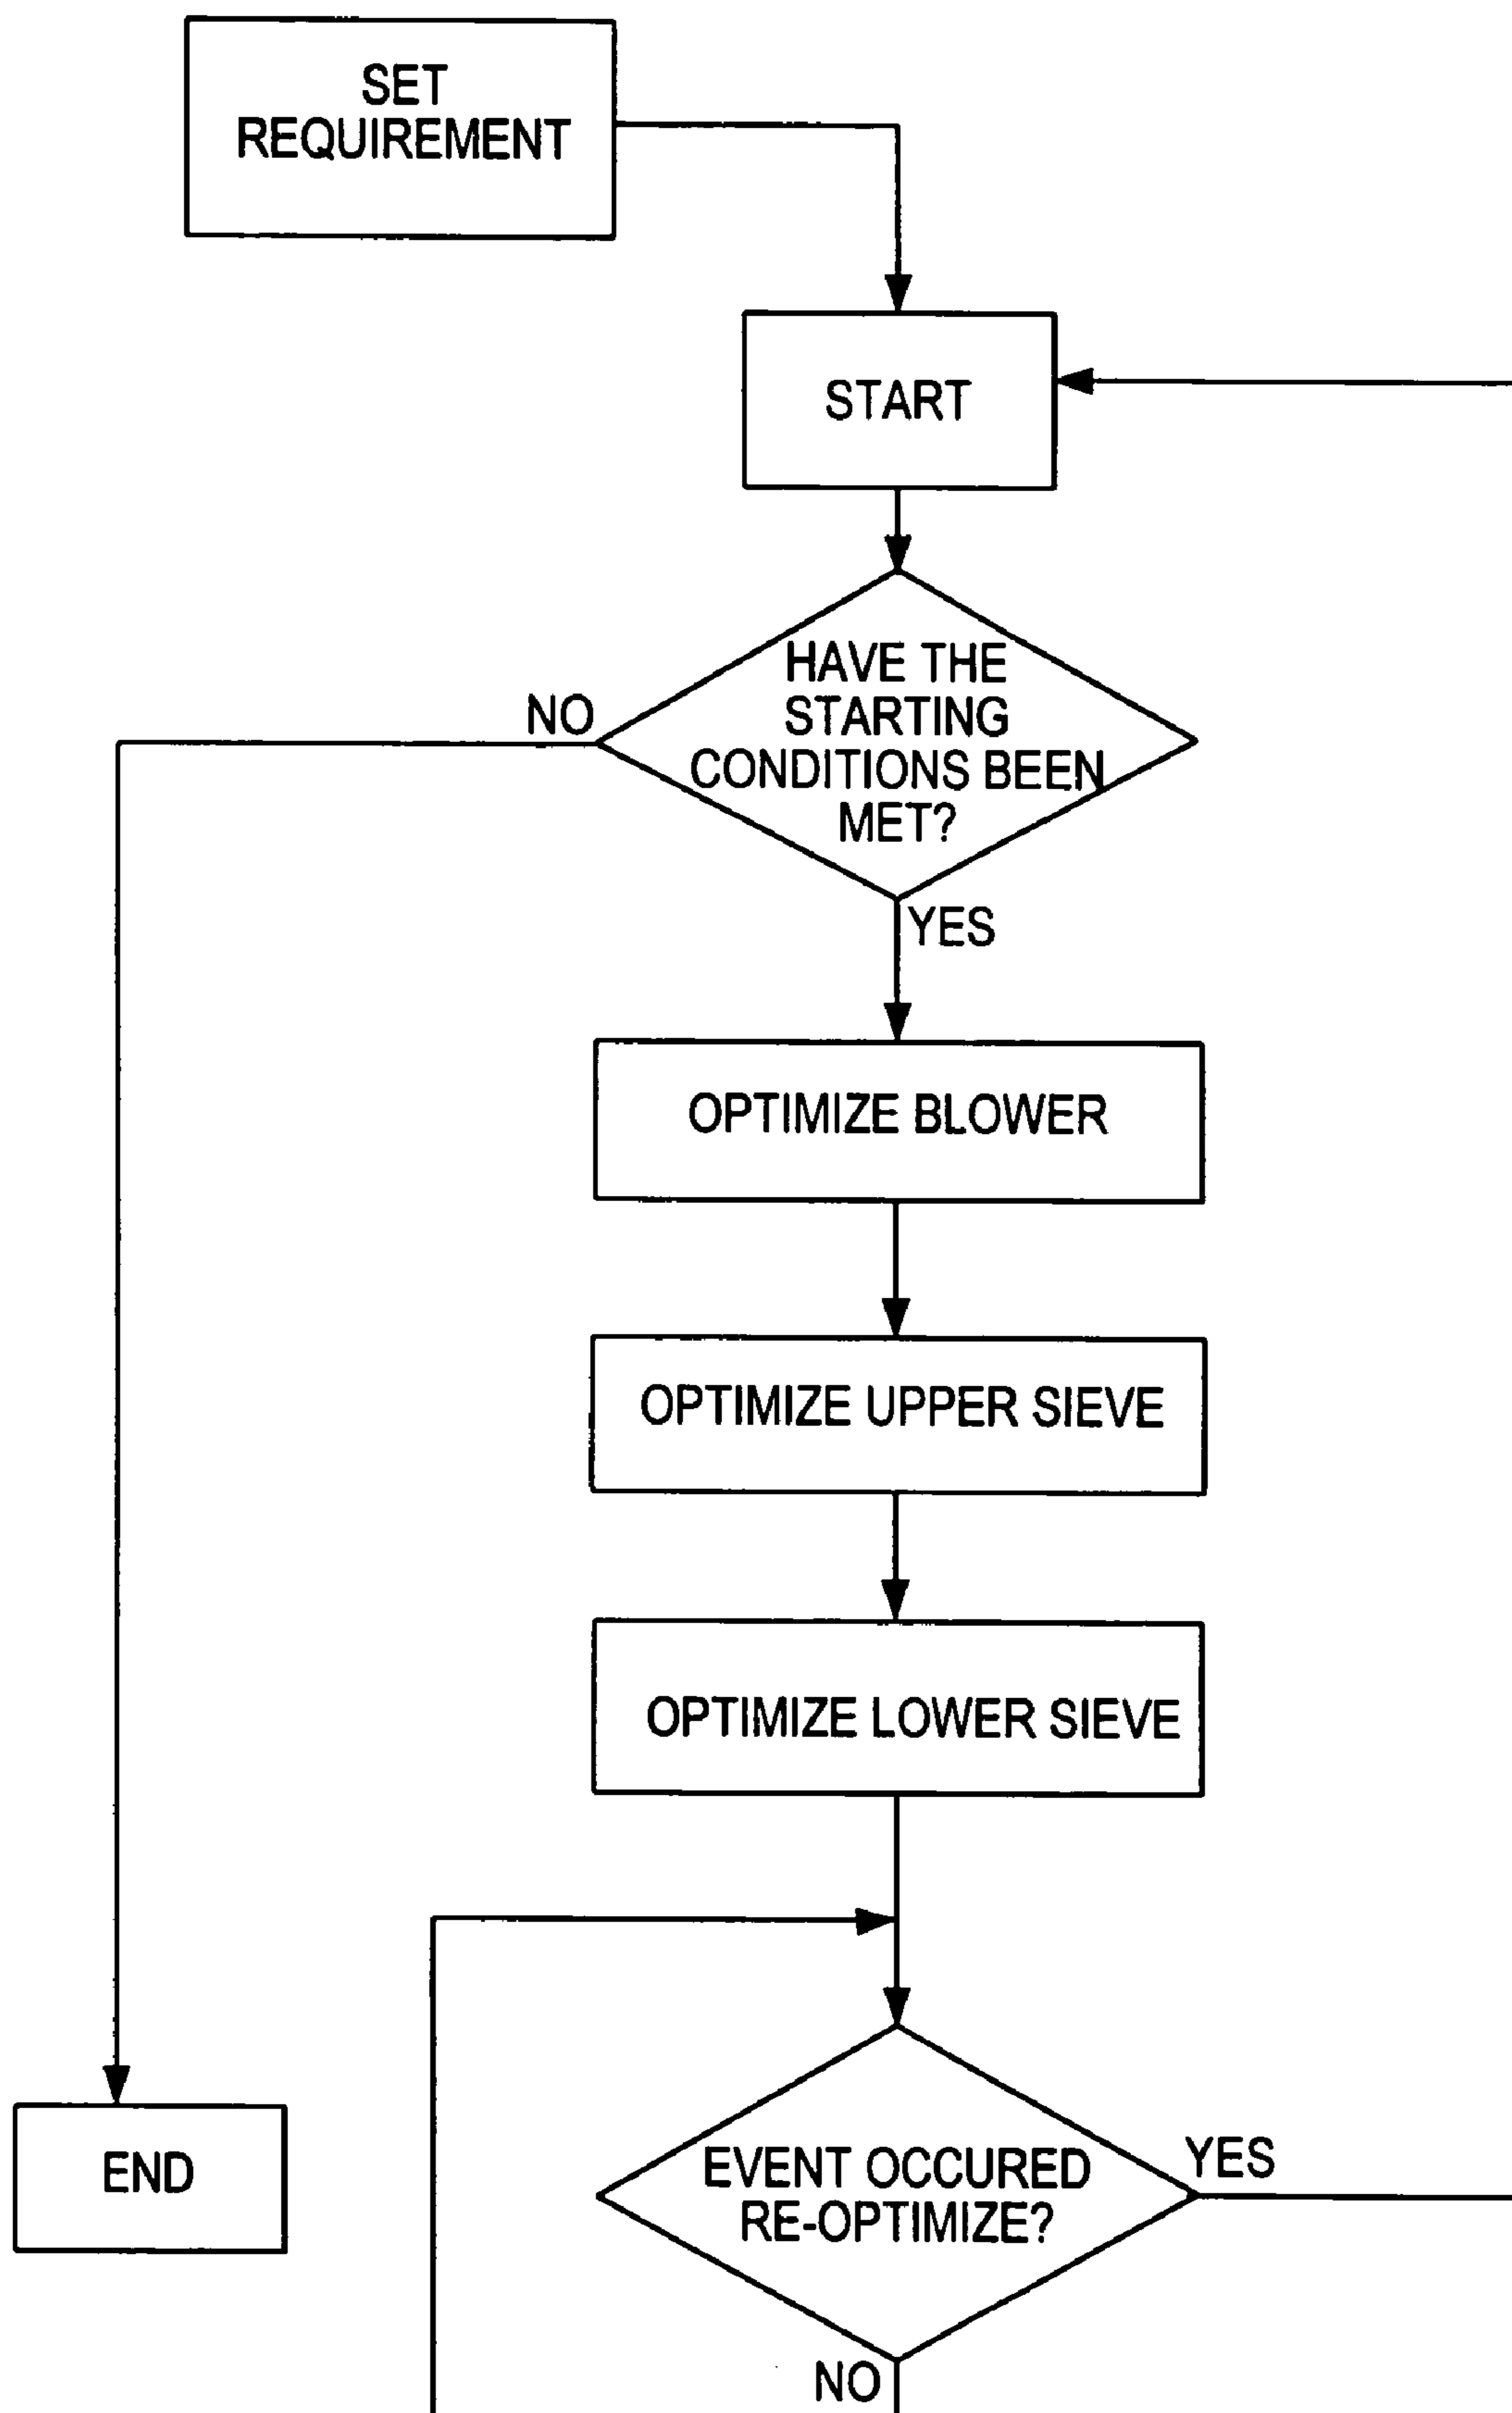 SET
REQUIREMENT
START
HAVE THE
STARTING
CONDITIONS BEEN
MET?
NO
YES
OPTIMIZE BLOWER
OPTIMIZE UPPER SIEVE
OPTIMIZE LOWER SIEVE
END
EVENT OCCURED
RE-OPTIMIZE?
YES
NO